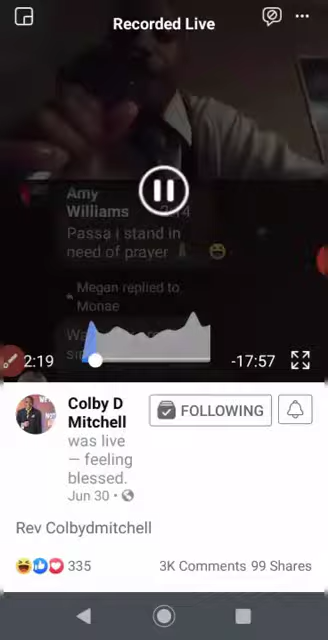 Recorded Live
Amy
Williams
Passa i stand in
need of prayer
Megan replied to
Monae
2:19
-17:57
Colby D
Mitchell
FOLLOWING
was live
— feeling
blessed.
Jun 30
Rev Colbydmitchell
335
3K Comments 99 Shares